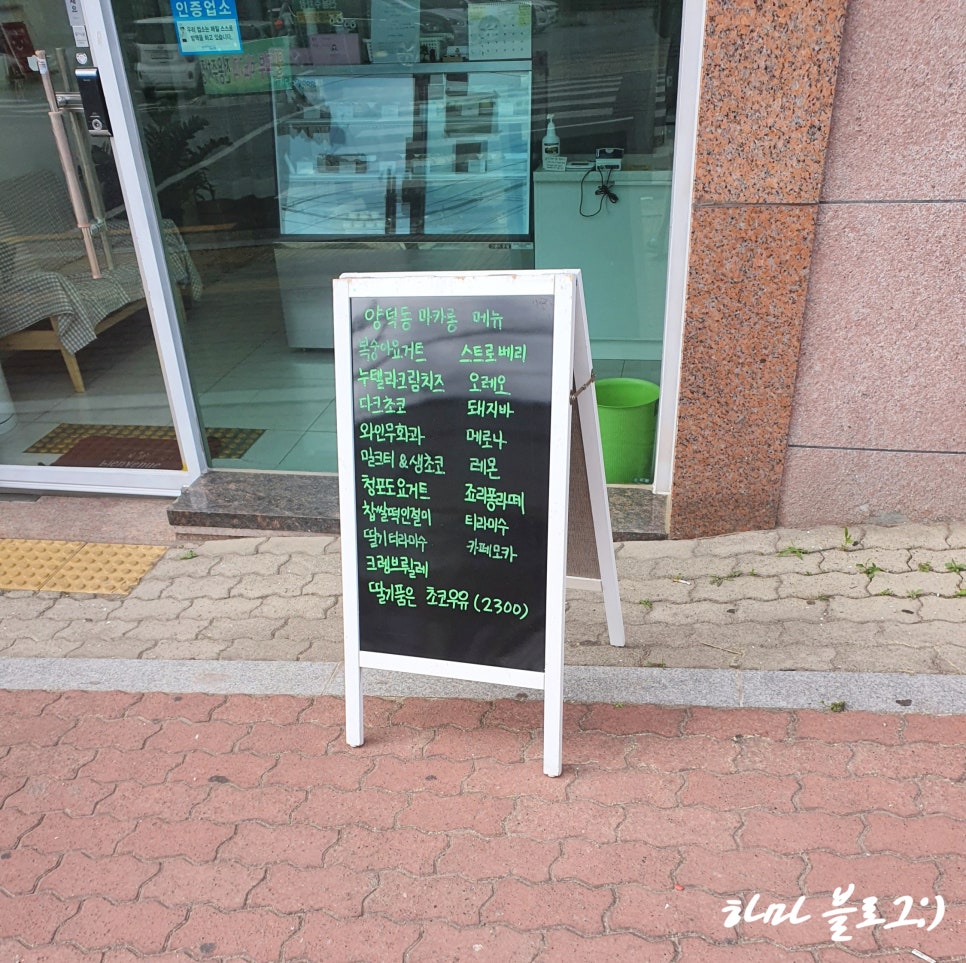 인증업소
양덕동 마카롱 메뉴
복숭아요거트 스트로베리
누텔라크림치즈 오레오
다크초코 돼지바
와인무화과 메로나
밀크티 & 생초코 레몬
청포도요거트 죠리퐁라떼
찹쌀떡인절미 티라미수
딸기티라미수 카페모카
크렘브륄레
딸기품은 초코우유 (2300)
하마 블로그:)